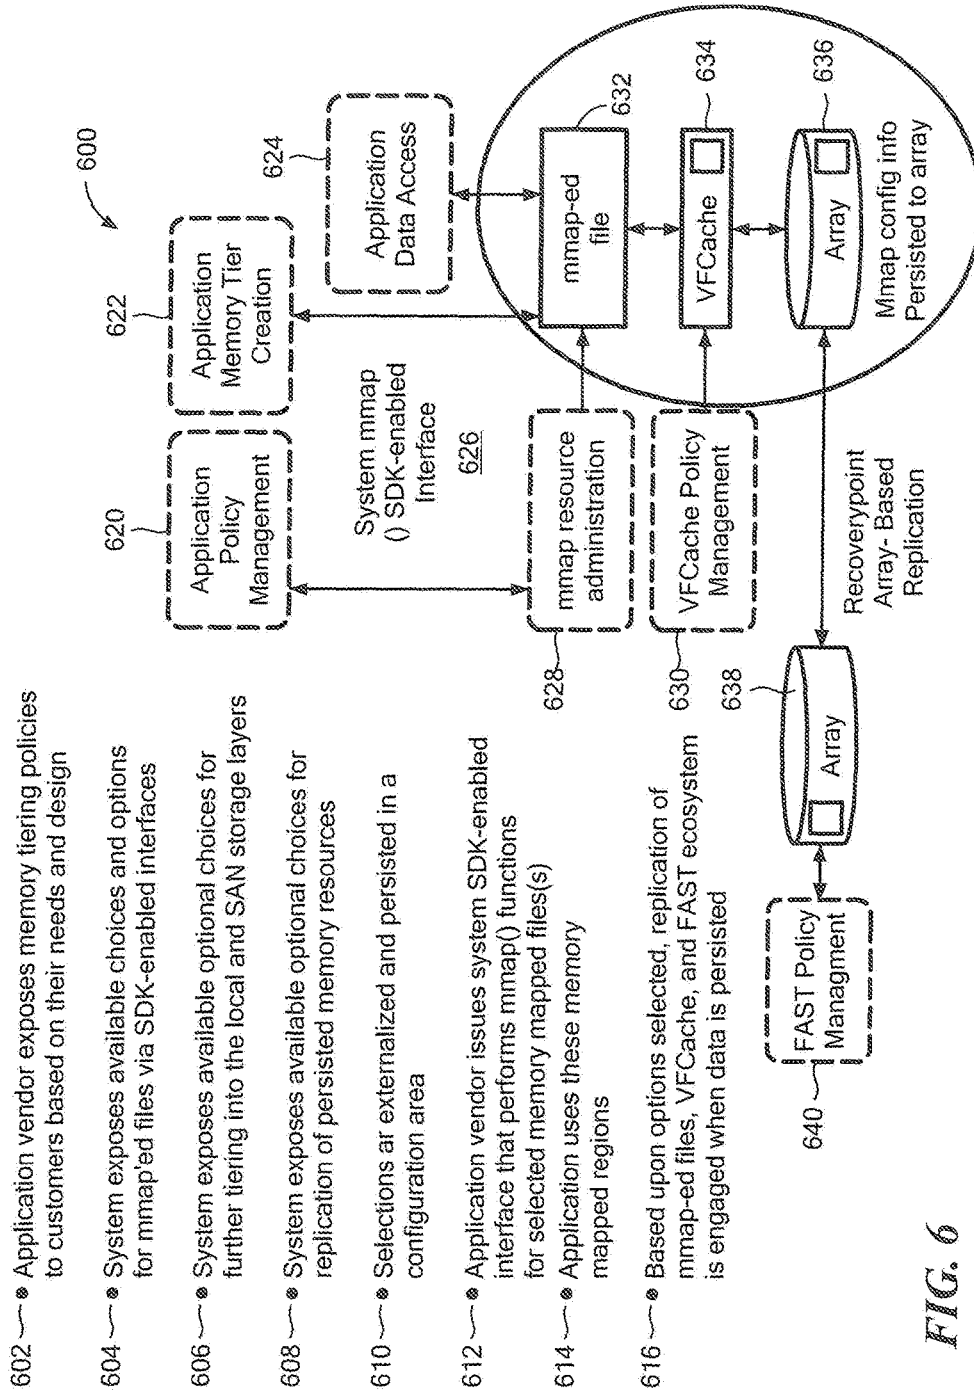 602 • Application vendor exposes memory tiering policies
to customers based on their needs and design
604 • System exposes available choices and options
for mmap'ed files via SDK-enabled interfaces
606 • System exposes available optional choices for
further tiering into the local and SAN storage layers
608 • System exposes available optional choices for
replication of persisted memory resources
610 • Selections ar externalized and persisted in a
configuration area
612 • Application vendor issues system SDK-enabled
interface that performs mmap() functions
for selected memory mapped files(s)
614 • Application uses these memory
mapped regions
616 • Based upon options selected, replication of
mmap-ed files, VFCache, and FAST ecosystem
is engaged when data is persisted
600
620
Application
Policy
Management
622
Application
Memory Tier
Creation
624
Application
Data Access
System mmap
() SDK-enabled
Interface
626
628
mmap resource
administration
mmap-ed
file
632
630
VFCache Policy
Management
VFCache
634
640
FAST Policy
Managment
638
Array
Recoverypoint
Array- Based
Replication
Array
636
Mmap config info
Persisted to array
FIG. 6